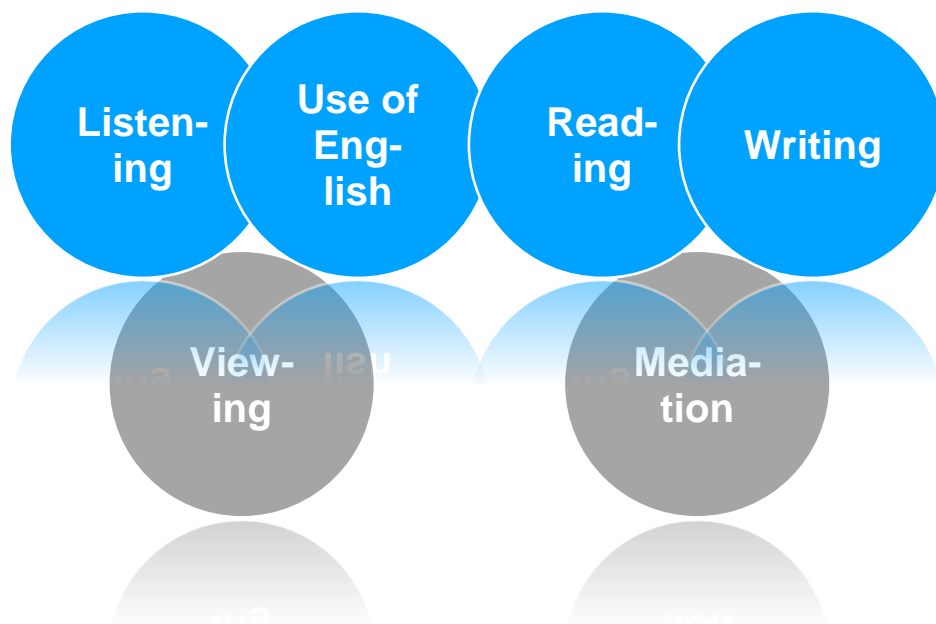 Listen-
ing
Use of
Eng-
lish
Read-
ing
Writing
View-
ing
Media-
tion